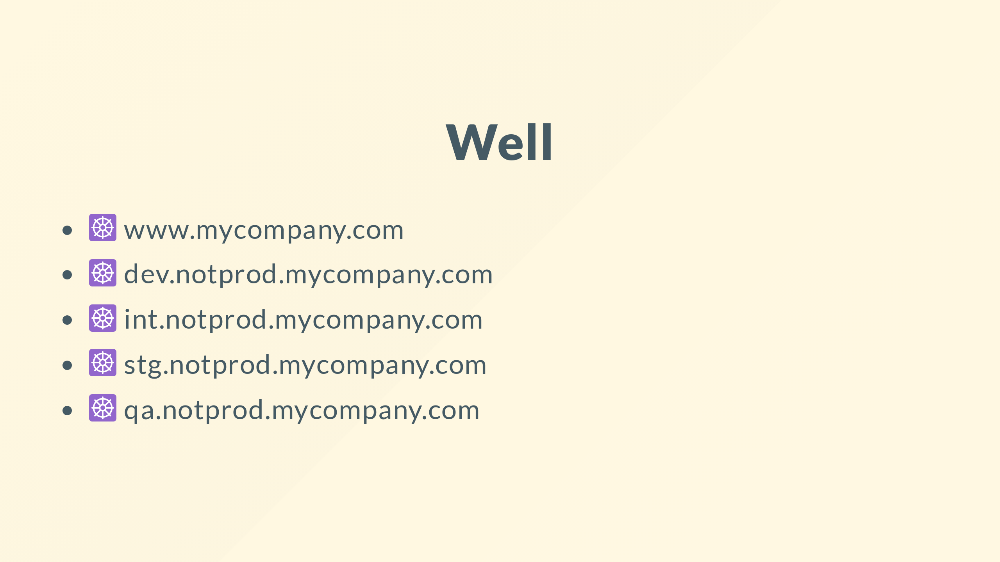 Well
• ☸️ www.mycompany.com
• ☸️ dev.notprod.mycompany.com
• ☸️ int.notprod.mycompany.com
• ☸️ stg.notprod.mycompany.com
• ☸️ qa.notprod.mycompany.com